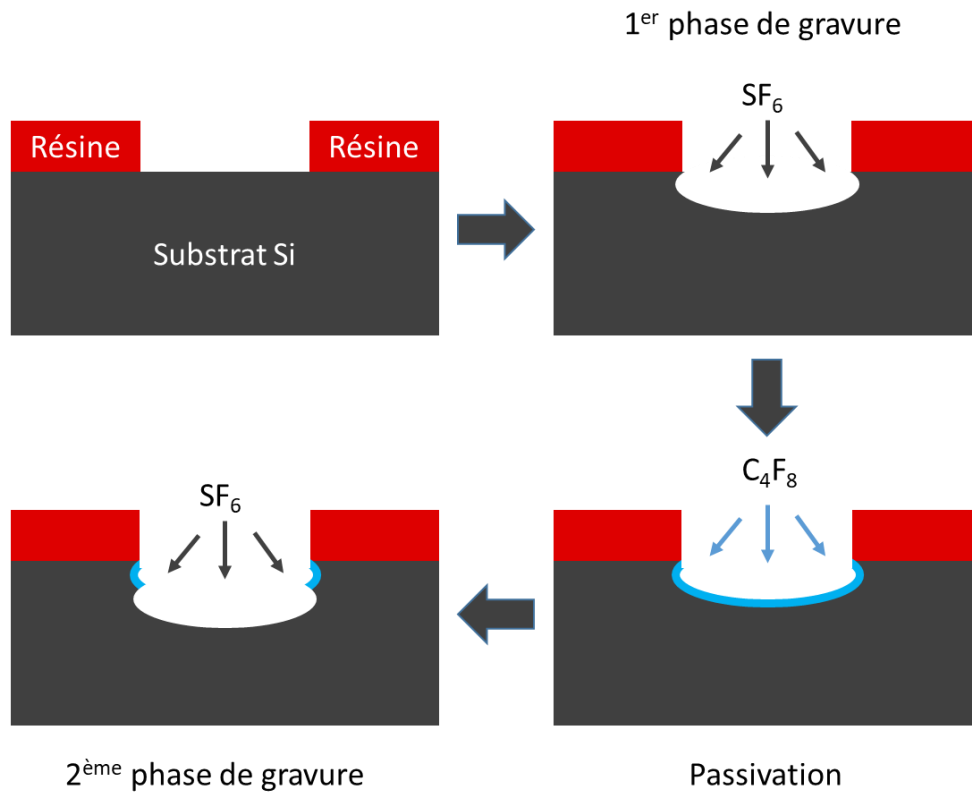 1er phase de gravure
SF6
Résine
Résine
Substrat Si
C4F8
SF6
2ème phase de gravure
Passivation